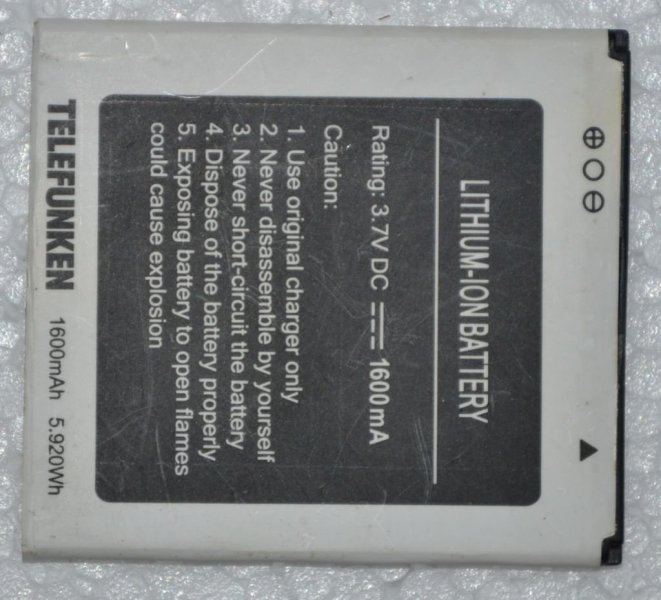 LITHIUM-ION BATTERY
Rating: 3.7V DC ⎓ 1600mA
Caution:
1. Use original charger only
2. Never disassemble by yourself
3. Never short-circuit the battery
4. Dispose of the battery properly
5. Exposing battery to open flames
could cause explosion
TELEFUNKEN 1600mAh 5.920Wh